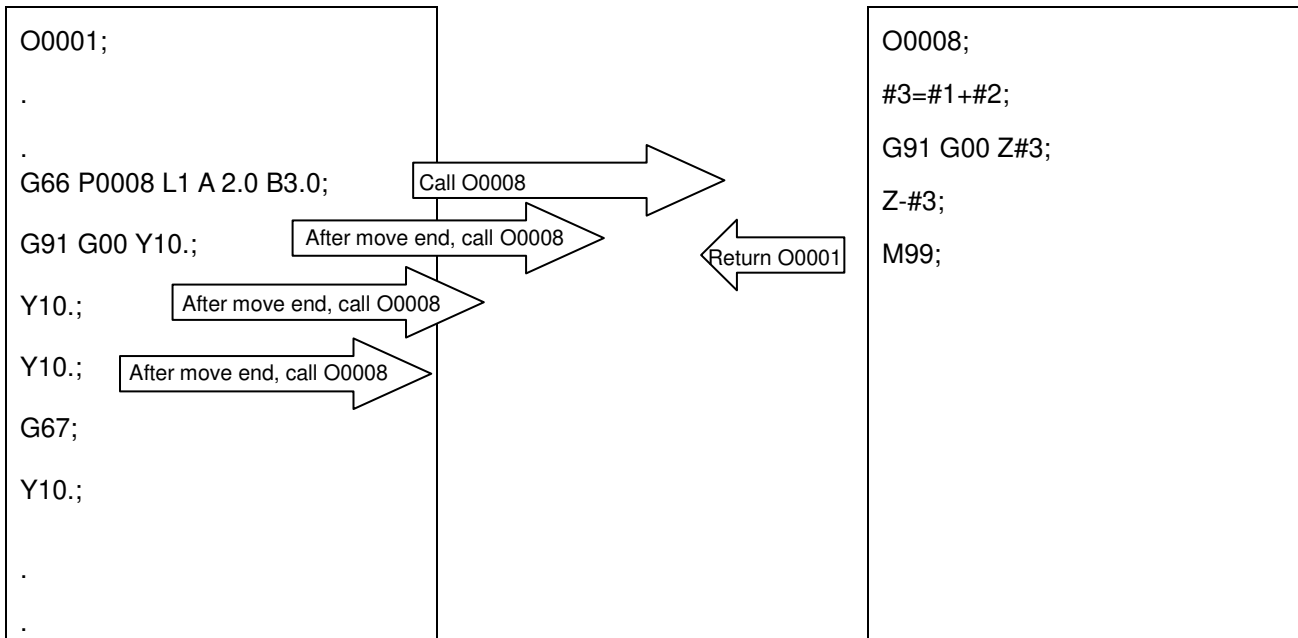 O0001;
.
.
G66 P0008 L1 A 2.0 B3.0;
Call O0008
G91 G00 Y10.;
After move end, call O0008
Y10.;
After move end, call O0008
Y10.;
After move end, call O0008
G67;
Y10.;
.
.
Return O0001
O0008;
#3=#1+#2;
G91 G00 Z#3;
Z-#3;
M99;